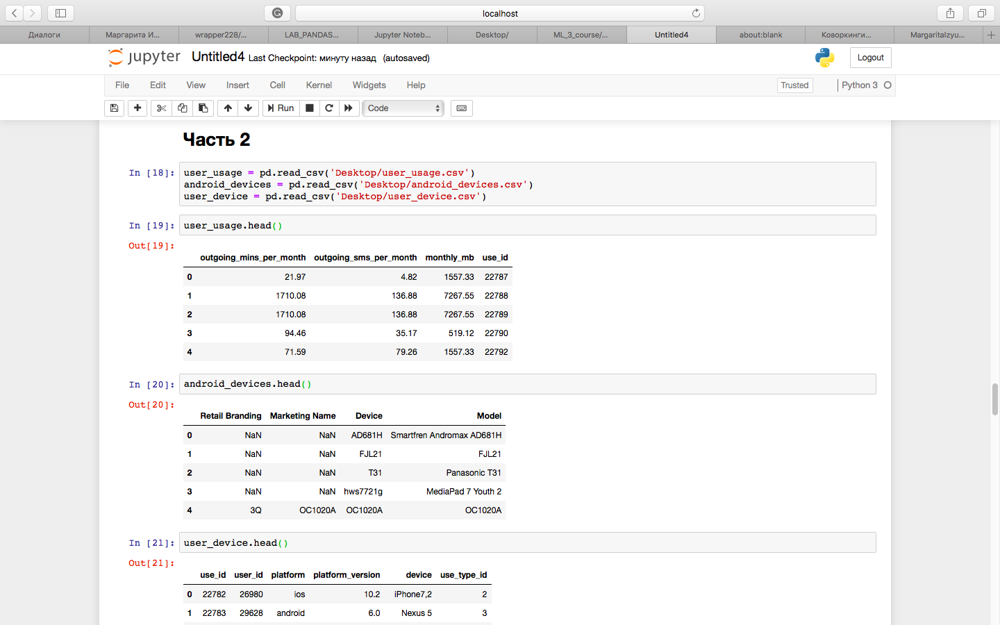 localhost
Диалоги
Маргарита И...
wrapper228/...
LAB_PANDAS...
Jupyter Noteb...
Desktop/
ML_3_course/...
Untitled4
about:blank
Коворкинги...
MargaritaIzyu...
jupyter Untitled4 Last Checkpoint: минуту назад (autosaved)
Logout
File Edit View Insert Cell Kernel Widgets Help
Trusted
Python 3
Run
Code
Часть 2
In [18]: user_usage = pd.read_csv('Desktop/user_usage.csv')
android_devices = pd.read_csv('Desktop/android_devices.csv')
user_device = pd.read_csv('Desktop/user_device.csv')
In [19]: user_usage.head()
Out[19]:
outgoing_mins_per_month outgoing_sms_per_month monthly_mb use_id
0 21.97 4.82 1557.33 22787
1 1710.08 136.88 7267.55 22788
2 1710.08 136.88 7267.55 22789
3 94.46 35.17 519.12 22790
4 71.59 79.26 1557.33 22792
In [20]: android_devices.head()
Out[20]:
Retail Branding Marketing Name Device Model
0 NaN NaN AD681H Smartfren Andromax AD681H
1 NaN NaN FJL21 FJL21
2 NaN NaN T31 Panasonic T31
3 NaN NaN hws7721g MediaPad 7 Youth 2
4 3Q OC1020A OC1020A OC1020A
In [21]: user_device.head()
Out[21]:
use_id user_id platform platform_version device use_type_id
0 22782 26980 ios 10.2 iPhone7,2 2
1 22783 29628 android 6.0 Nexus 5 3